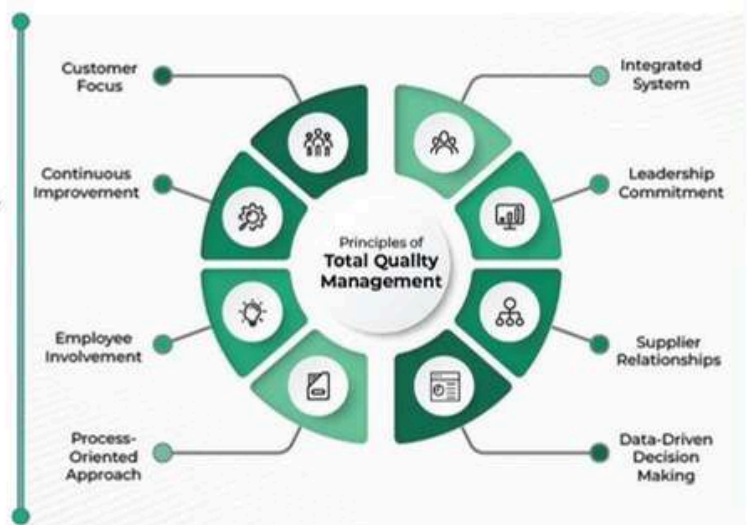 Customer
Focus
Continuous
Improvement
Employee
Involvement
Process-
Oriented
Approach
Principles of
Total Quality
Management
Integrated
System
Leadership
Commitment
Supplier
Relationships
Data-Driven
Decision
Making